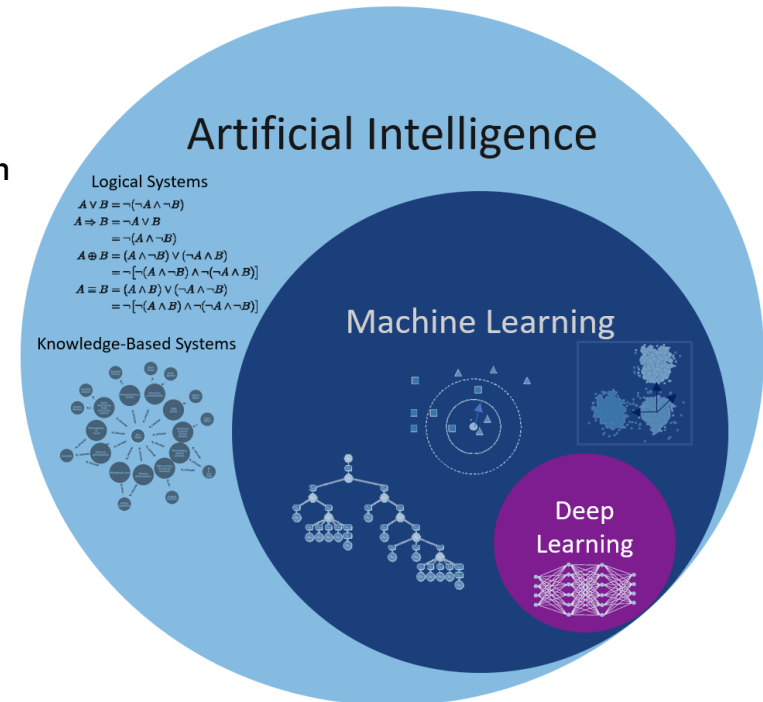 Artificial Intelligence
n
Logical Systems
A ∨ B = ¬(¬A ∧ ¬B)
A ⇒ B = ¬A ∨ B
= ¬(A ∧ ¬B)
A ⊕ B = (A ∧ ¬B) ∨ (¬A ∧ B)
= ¬[¬(A ∧ ¬B) ∧ ¬(¬A ∧ B)]
A ≡ B = (A ∧ B) ∨ (¬A ∧ ¬B)
= ¬[¬(A ∧ B) ∧ ¬(¬A ∧ ¬B)]
Knowledge-Based Systems
Machine Learning
Deep
Learning